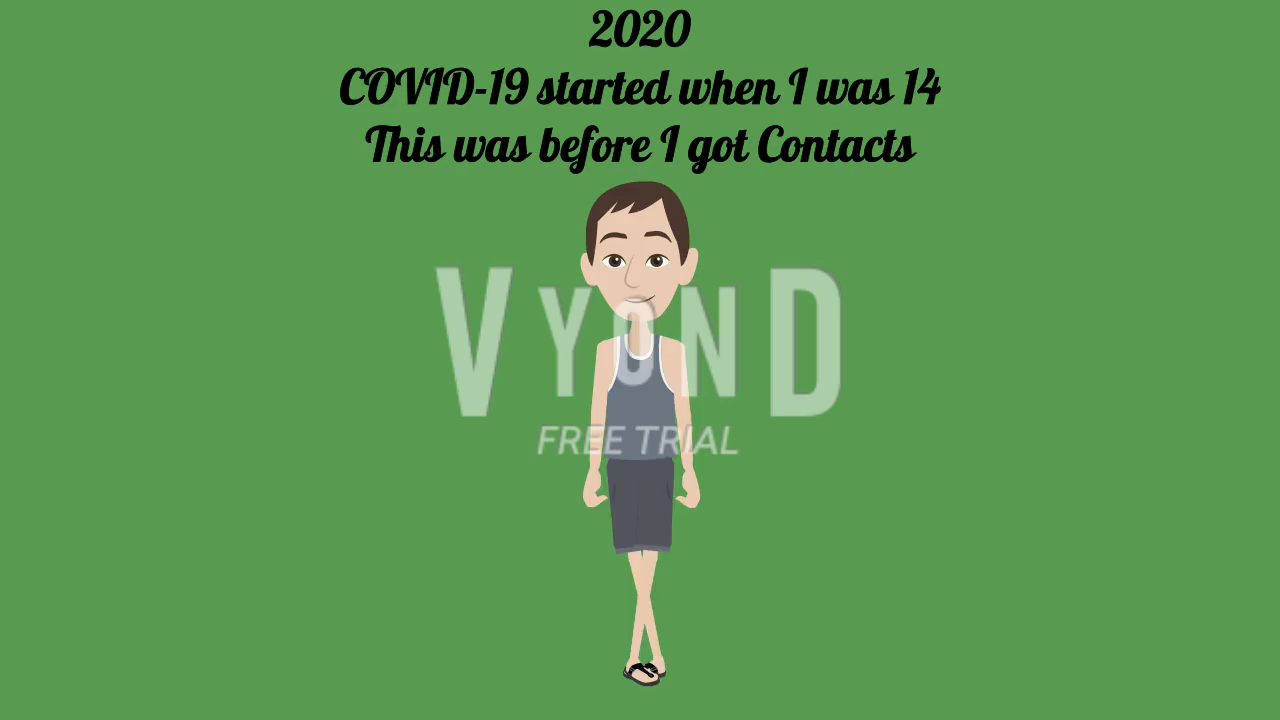 2020
COVID-19 started when I was 14
This was before I got Contacts
VYOND
FREE TRIAL